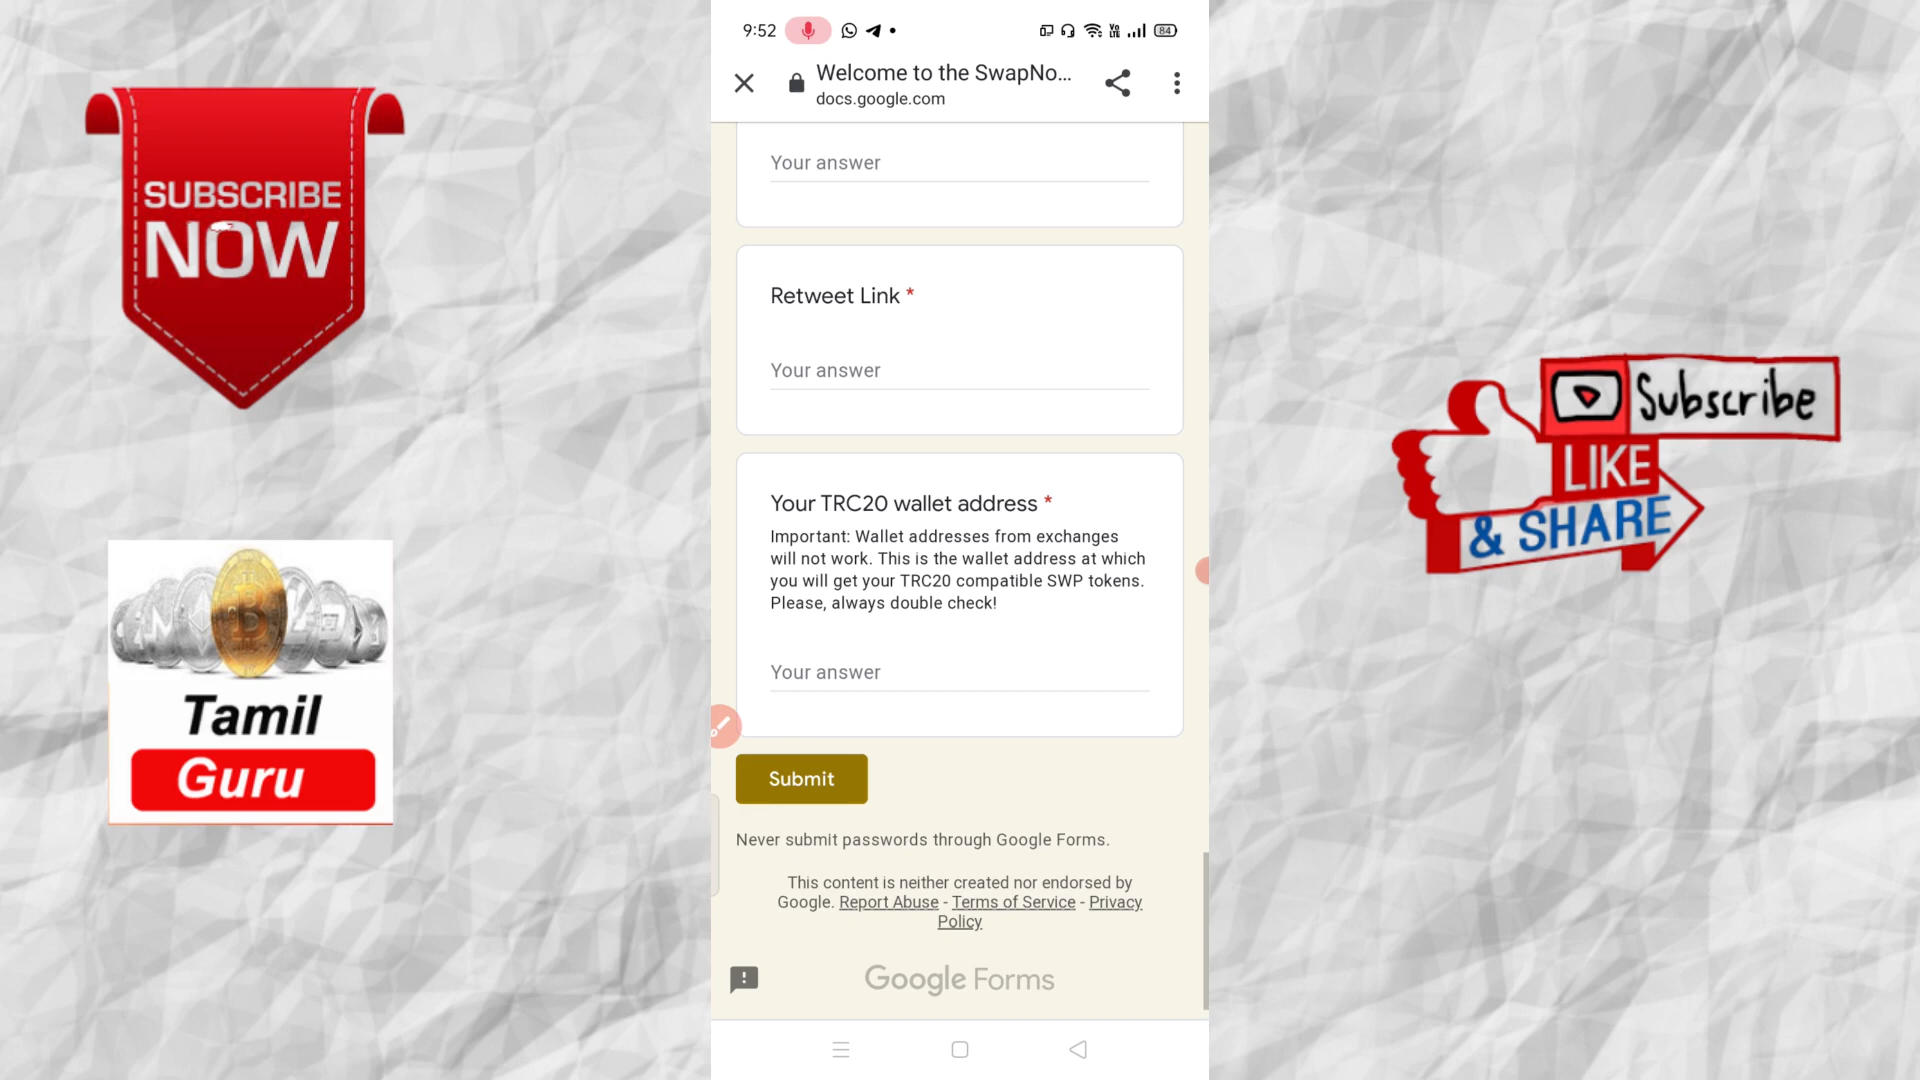 SUBSCRIBE
NOW
Tamil
Guru
9:52
84
Welcome to the SwapNo...
docs.google.com
Your answer
Retweet Link *
Your answer
Your TRC20 wallet address *
Important: Wallet addresses from exchanges
will not work. This is the wallet address at which
you will get your TRC20 compatible SWP tokens.
Please, always double check!
Your answer
Submit
Never submit passwords through Google Forms.
This content is neither created nor endorsed by
Google. Report Abuse - Terms of Service - Privacy
Policy
Google Forms
Subscribe
LIKE
& SHARE